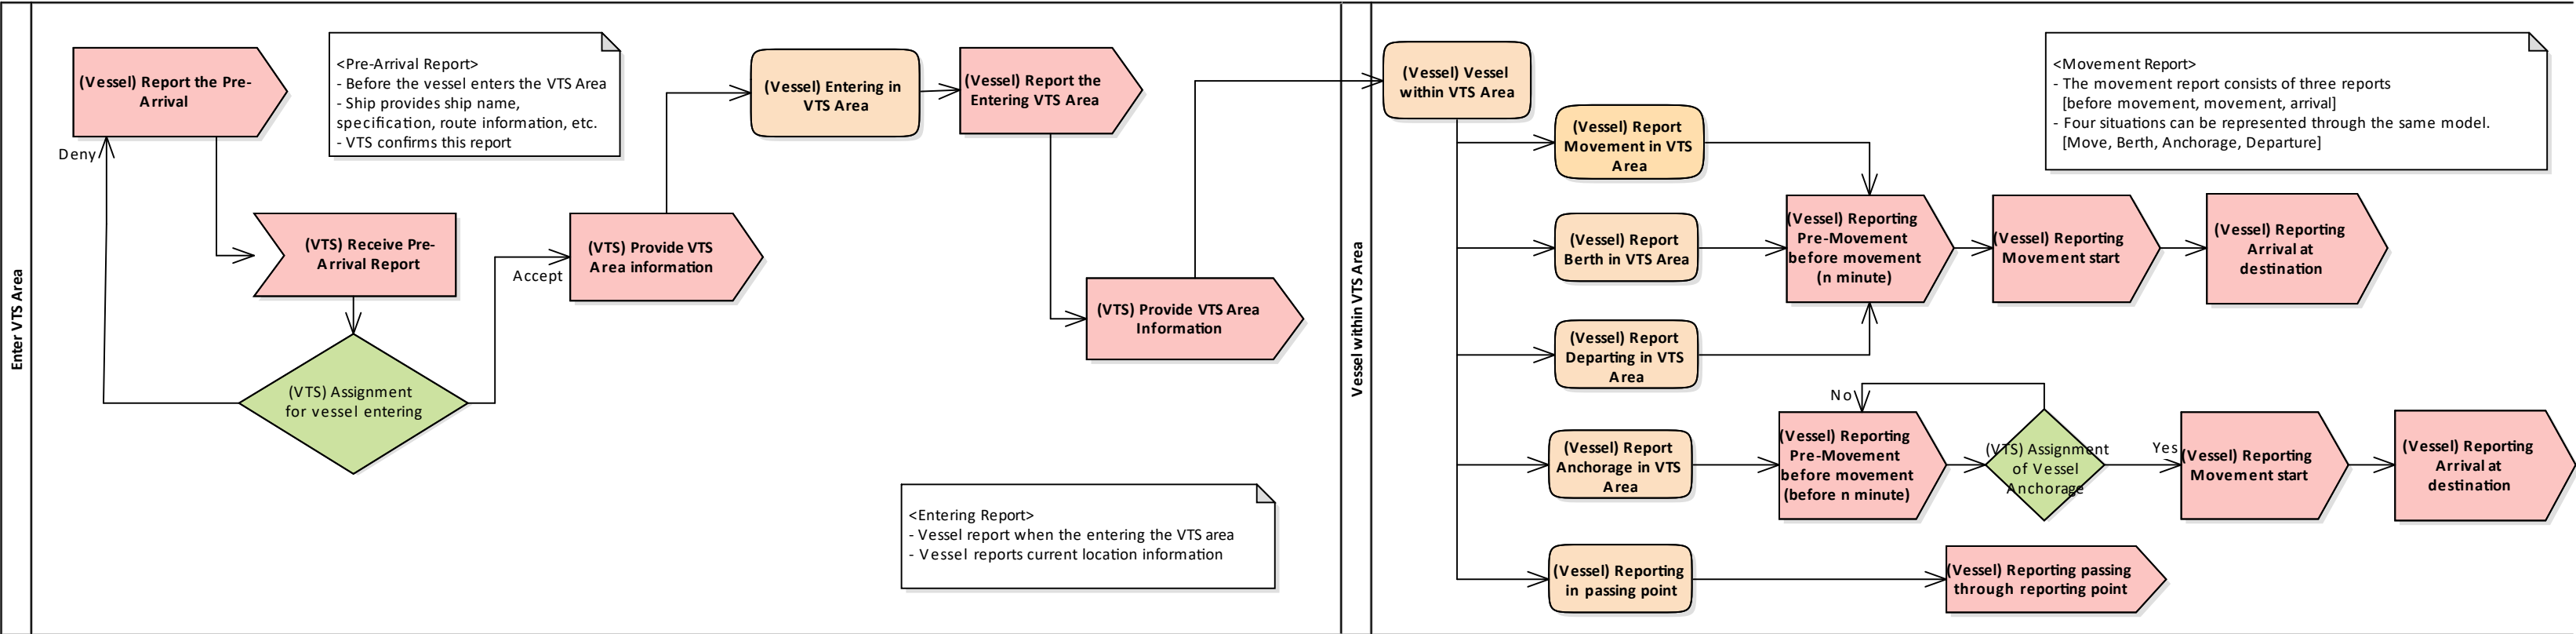 Enter VTS Area
(Vessel) Report the Pre-
Arrival
<Pre-Arrival Report>
- Before the vessel enters the VTS Area
- Ship provides ship name,
specification, route information, etc.
- VTS confirms this report
Deny
(VTS) Receive Pre-
Arrival Report
(VTS) Assignment
for vessel entering
Accept
(VTS) Provide VTS
Area information
(Vessel) Entering in
VTS Area
(Vessel) Report the
Entering VTS Area
(VTS) Provide VTS Area
Information
<Entering Report>
- Vessel report when the entering the VTS area
- Vessel reports current location information
Vessel within VTS Area
(Vessel) Vessel
within VTS Area
<Movement Report>
- The movement report consists of three reports
[before movement, movement, arrival]
- Four situations can be represented through the same model.
[Move, Berth, Anchorage, Departure]
(Vessel) Report
Movement in VTS
Area
(Vessel) Report
Berth in VTS Area
(Vessel) Report
Departing in VTS
Area
(Vessel) Reporting
Pre-Movement
before movement
(n minute)
(Vessel) Reporting
Movement start
(Vessel) Reporting
Arrival at
destination
(Vessel) Report
Anchorage in VTS
Area
(Vessel) Reporting
Pre-Movement
before movement
(before n minute)
No
(VTS) Assignment
of Vessel
Anchorage
Yes
(Vessel) Reporting
Movement start
(Vessel) Reporting
Arrival at
destination
(Vessel) Reporting
in passing point
(Vessel) Reporting passing
through reporting point